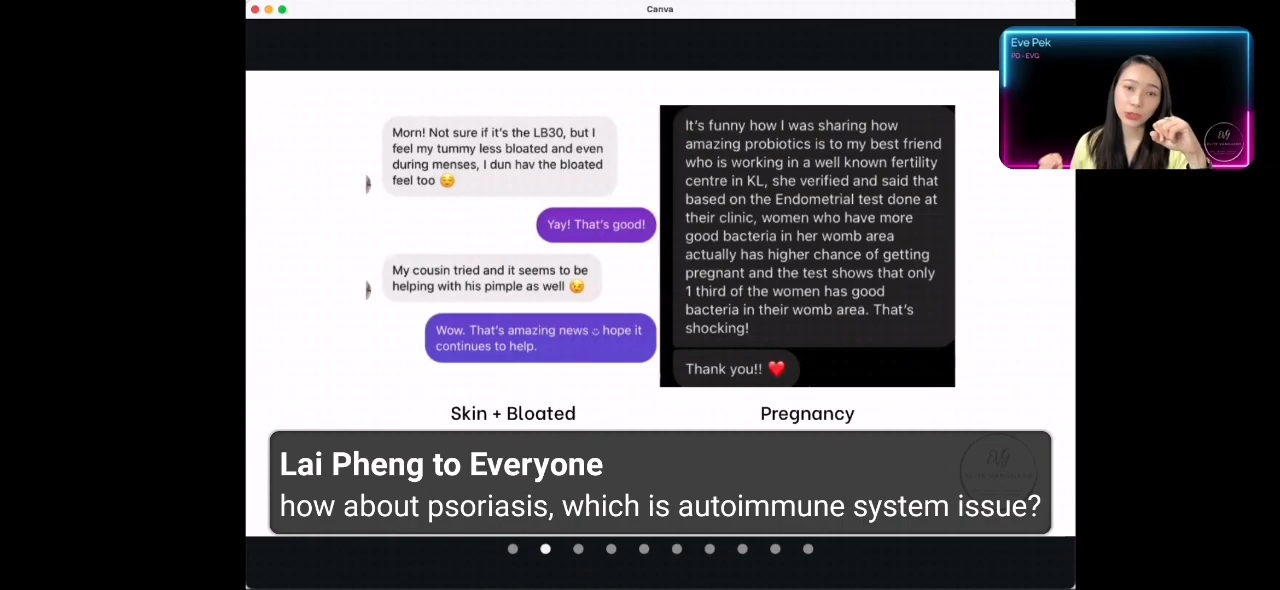 Canva
Eve Pek
PD - EVG
Morn! Not sure if it's the LB30, but I
feel my tummy less bloated and even
during menses, I dun hav the bloated
feel too 😌
Yay! That's good!
My cousin tried and it seems to be
helping with his pimple as well 😉
Wow. That's amazing news ت hope it
continues to help.
Skin + Bloated
It's funny how I was sharing how
amazing probiotics is to my best friend
who is working in a well known fertility
centre in KL, she verified and said that
based on the Endometrial test done at
their clinic, women who have more
good bacteria in her womb area
actually has higher chance of getting
pregnant and the test shows that only
1 third of the women has good
bacteria in their womb area. That's
shocking!
Thank you!! ❤️
Pregnancy
Lai Pheng to Everyone
how about psoriasis, which is autoimmune system issue?
EVG